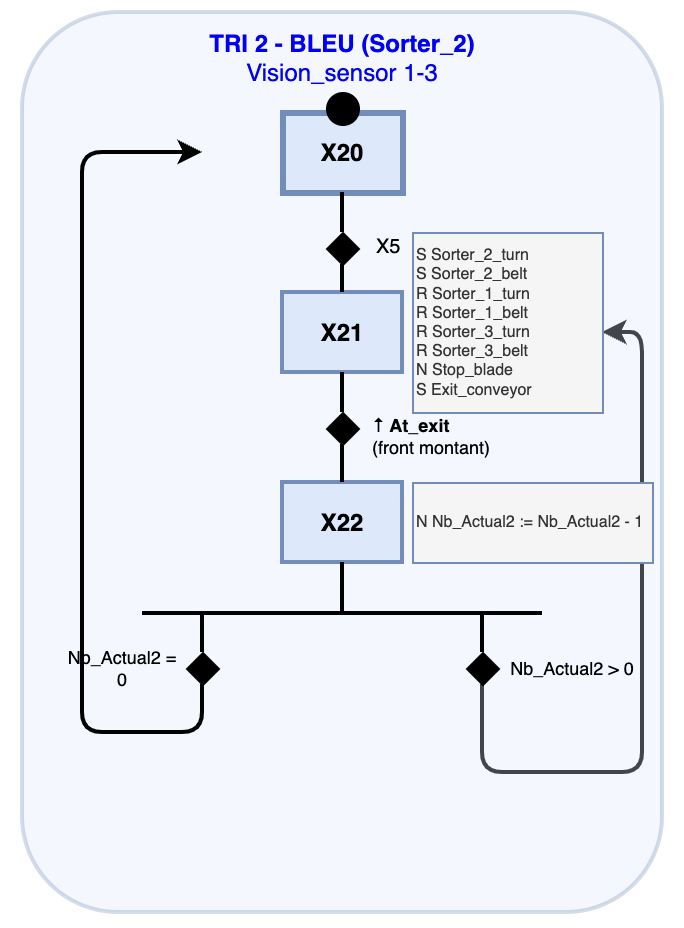 TRI 2 - BLEU (Sorter_2)
Vision_sensor 1-3
X20
X5
S Sorter_2_turn
S Sorter_2_belt
R Sorter_1_turn
R Sorter_1_belt
R Sorter_3_turn
R Sorter_3_belt
N Stop_blade
S Exit_conveyor
X21
↑ At_exit
(front montant)
X22
N Nb_Actual2 := Nb_Actual2 - 1
Nb_Actual2 =
0
Nb_Actual2 > 0